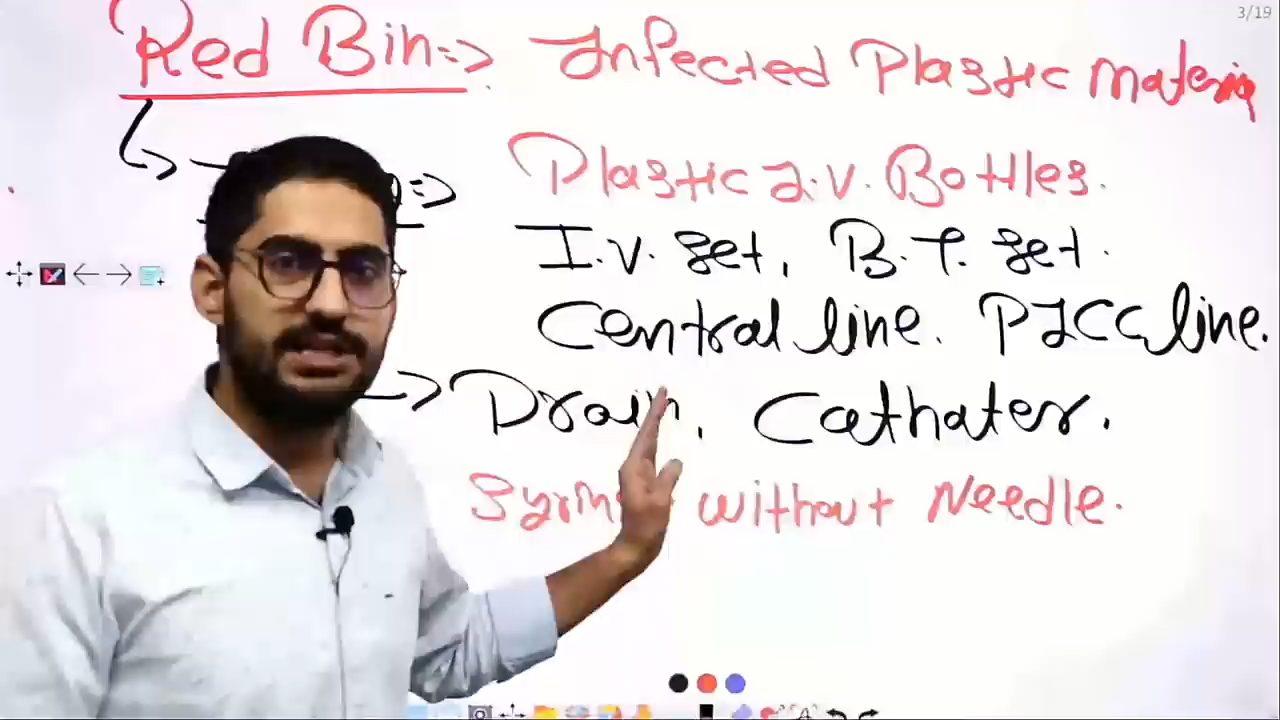 3/19
Red Bin=> Infected Plastic Materia
=> Plastic I.V. Bottles.
I.V. Set, B.T. Set.
Central line. PICC line.
→ Drain, Cathater.
without Needle.